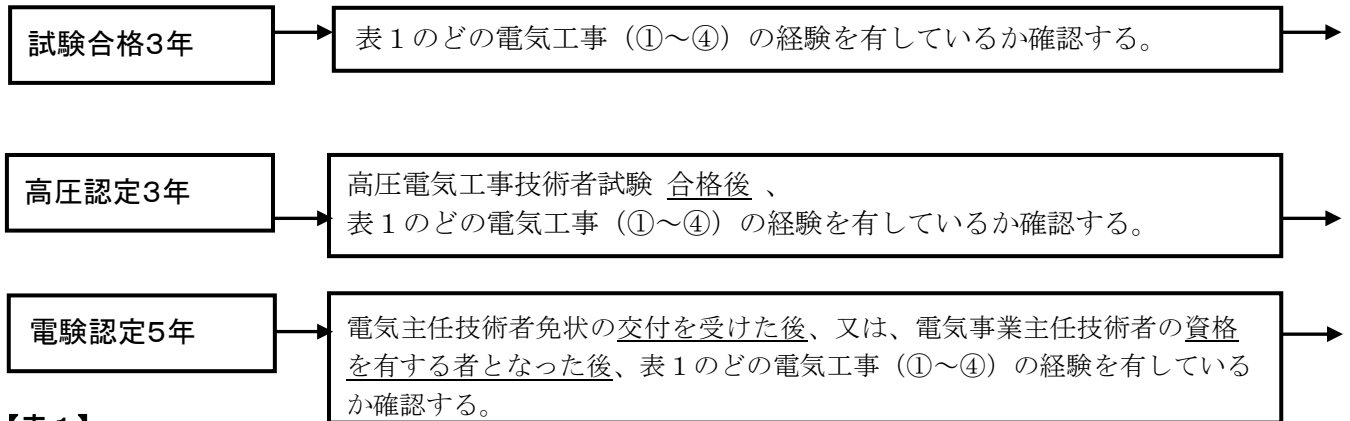 試験合格3年
表1のどの電気工事（①～④）の経験を有しているか確認する。
高圧認定3年
高圧電気工事技術者試験 合格後 、
表1のどの電気工事（①～④）の経験を有しているか確認する。
電験認定5年
電気主任技術者免状の交付を受けた後、又は、電気事業主任技術者の資格
を有する者となった後、表1のどの電気工事（①～④）の経験を有している
か確認する。
【表1】